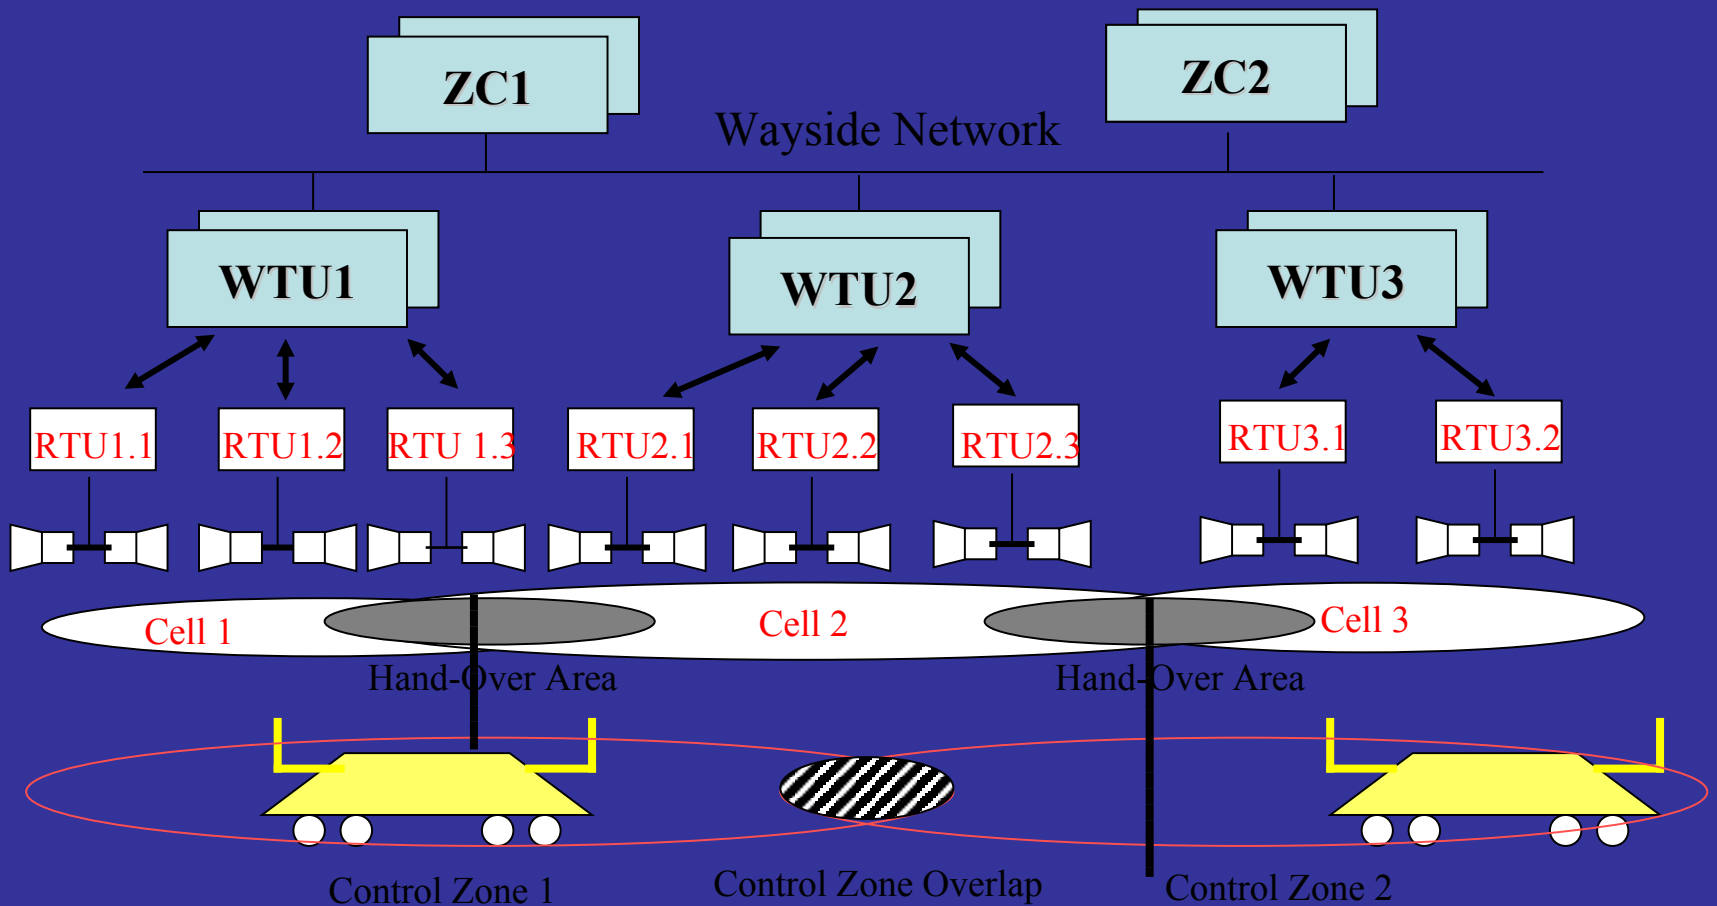 ZC1
ZC2
Wayside Network
WTU1
WTU2
WTU3
RTU1.1
RTU1.2
RTU 1.3
RTU2.1
RTU2.2
RTU2.3
RTU3.1
RTU3.2
Cell 1
Cell 2
Cell 3
Hand-Over Area
Hand-Over Area
Control Zone 1
Control Zone Overlap
Control Zone 2